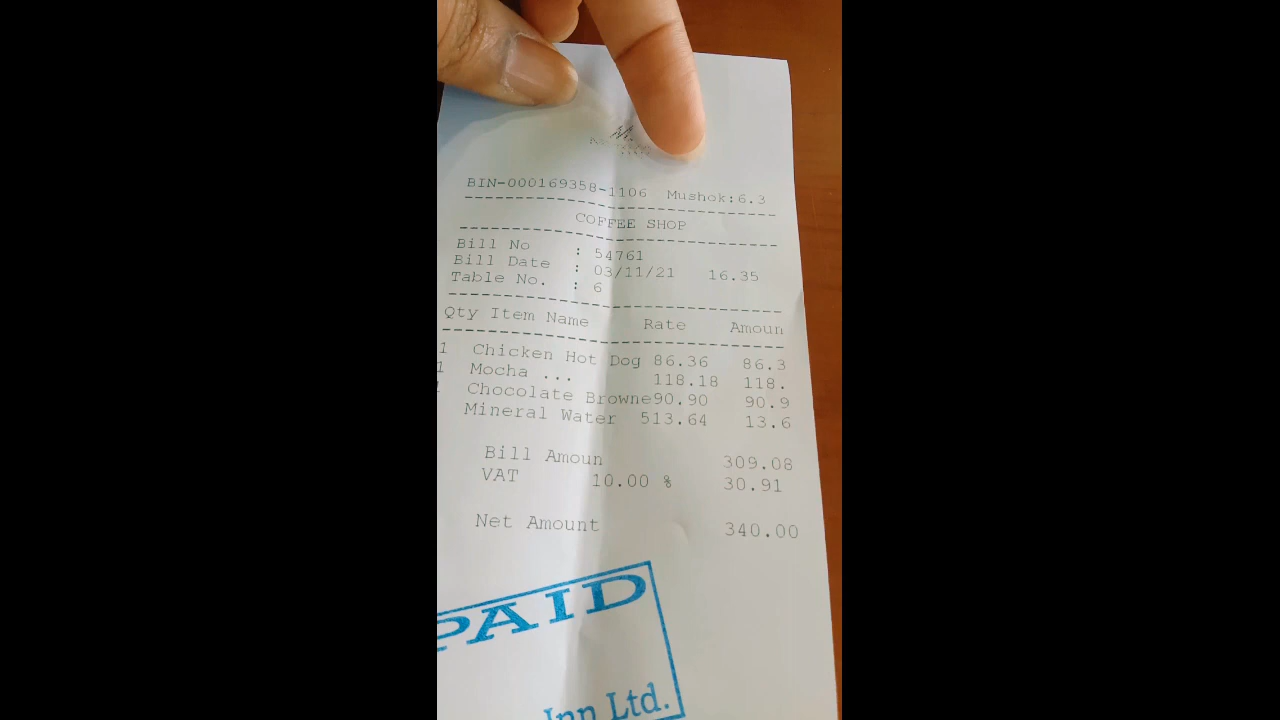 BIN-000169358-1106 Mushok:6.3
COFFEE SHOP
Bill No : 54761
Bill Date : 03/11/21 16.35
Table No. : 6
Qty Item Name Rate Amoun
1 Chicken Hot Dog 86.36 86.3
1 Mocha ... 118.18 118.
1 Chocolate Browne90.90 90.9
Mineral Water 513.64 13.6
Bill Amoun 309.08
VAT 10.00 % 30.91
Net Amount 340.00
PAID
Inn Ltd.